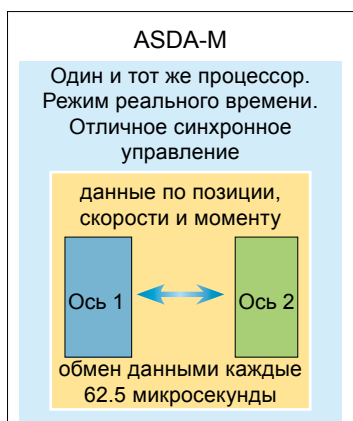 ASDA-M
Один и тот же процессор.
Режим реального времени.
Отличное синхронное
управление
данные по позиции,
скорости и моменту
Ось 1
Ось 2
обмен данными каждые
62.5 микросекунды